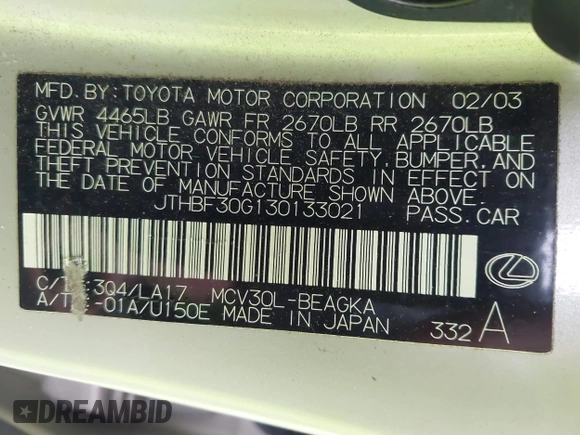 MFD. BY: TOYOTA MOTOR CORPORATION 02/03
GVWR 4465LB GAWR FR 2670LB RR 2670LB
THIS VEHICLE CONFORMS TO ALL APPLICABLE
FEDERAL MOTOR VEHICLE SAFETY, BUMPER, AND
THEFT PREVENTION STANDARDS IN EFFECT ON
THE DATE OF MANUFACTURE SHOWN ABOVE.
JTHBF30G130133021 PASS. CAR
3Q4/LA17 MCV30L-BEAGKA
-01A/U150E MADE IN JAPAN 332 A
DREAMBID